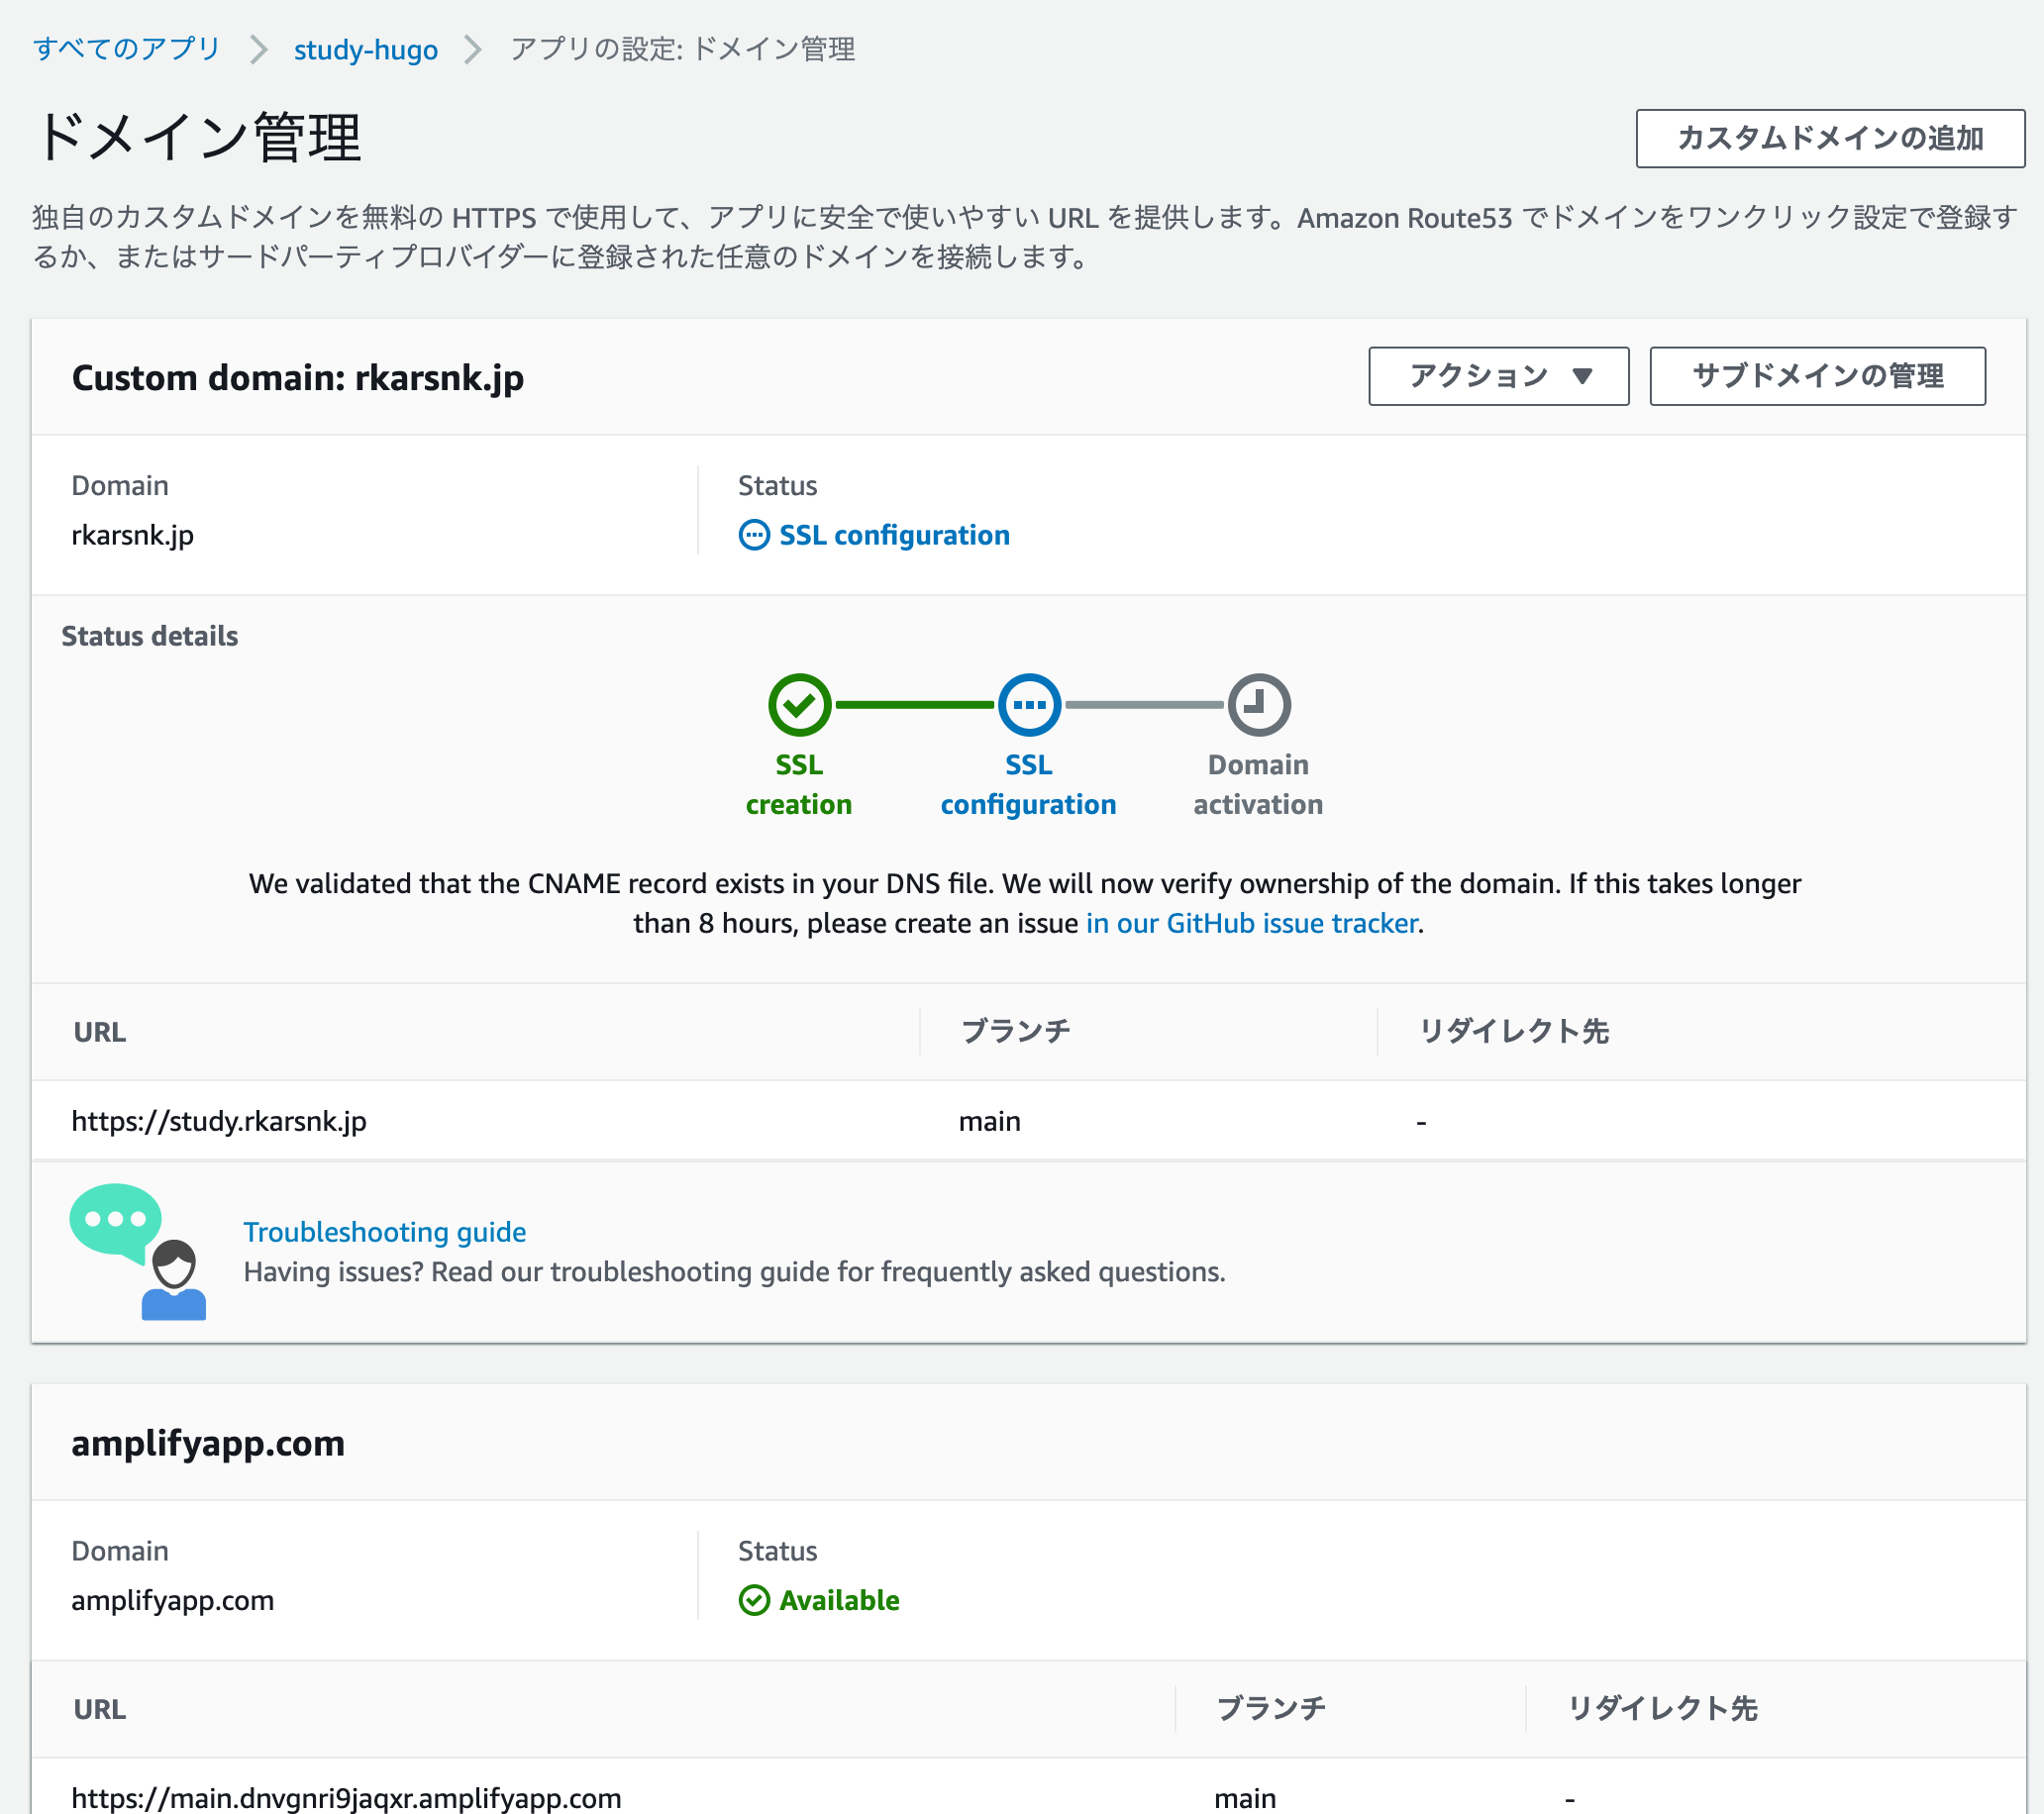 すべてのアプリ > study-hugo > アプリの設定: ドメイン管理
ドメイン管理
カスタムドメインの追加
独自のカスタムドメインを無料の HTTPS で使用して、アプリに安全で使いやすい URL を提供します。Amazon Route53 でドメインをワンクリック設定で登録す
るか、またはサードパーティプロバイダーに登録された任意のドメインを接続します。
Custom domain: rkarsnk.jp
アクション ▼
サブドメインの管理
Domain
rkarsnk.jp
Status
SSL configuration
Status details
SSL
creation
SSL
configuration
Domain
activation
We validated that the CNAME record exists in your DNS file. We will now verify ownership of the domain. If this takes longer
than 8 hours, please create an issue in our GitHub issue tracker.
URL ブランチ リダイレクト先
https://study.rkarsnk.jp main -
Troubleshooting guide
Having issues? Read our troubleshooting guide for frequently asked questions.
amplifyapp.com
Domain
amplifyapp.com
Status
Available
URL ブランチ リダイレクト先
https://main.dnvgnri9jaqxr.amplifyapp.com main -